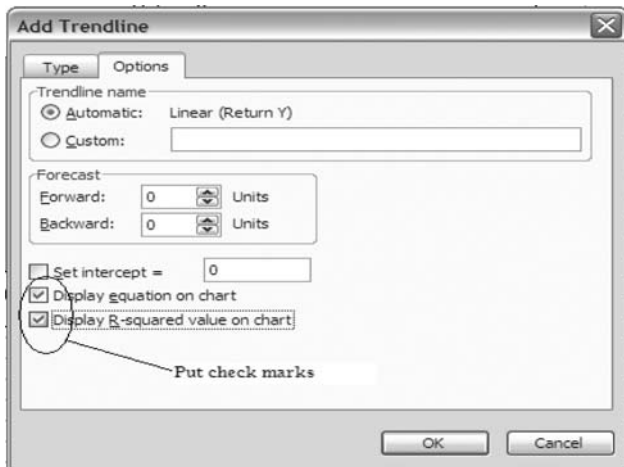 Add Trendline
Type Options
Trendline name
Automatic: Linear (Return Y)
Custom:
Forecast
Forward: 0 Units
Backward: 0 Units
Set intercept = 0
Display equation on chart
Display R-squared value on chart
Put check marks
OK Cancel